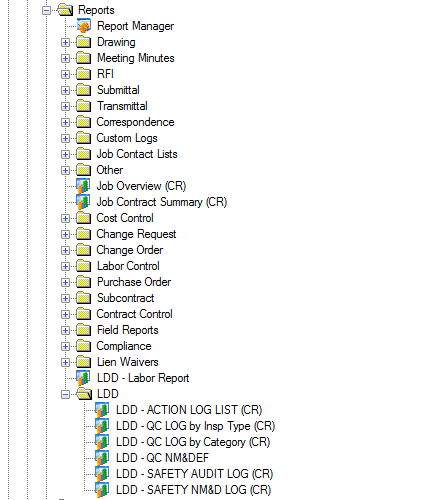 Reports
Report Manager
Drawing
Meeting Minutes
RFI
Submittal
Transmittal
Correspondence
Custom Logs
Job Contact Lists
Other
Job Overview (CR)
Job Contract Summary (CR)
Cost Control
Change Request
Change Order
Labor Control
Purchase Order
Subcontract
Contract Control
Field Reports
Compliance
Lien Waivers
LDD - Labor Report
LDD
LDD - ACTION LOG LIST (CR)
LDD - QC LOG by Insp Type (CR)
LDD - QC LOG by Category (CR)
LDD - QC NM&DEF
LDD - SAFETY AUDIT LOG (CR)
LDD - SAFETY NM&D LOG (CR)